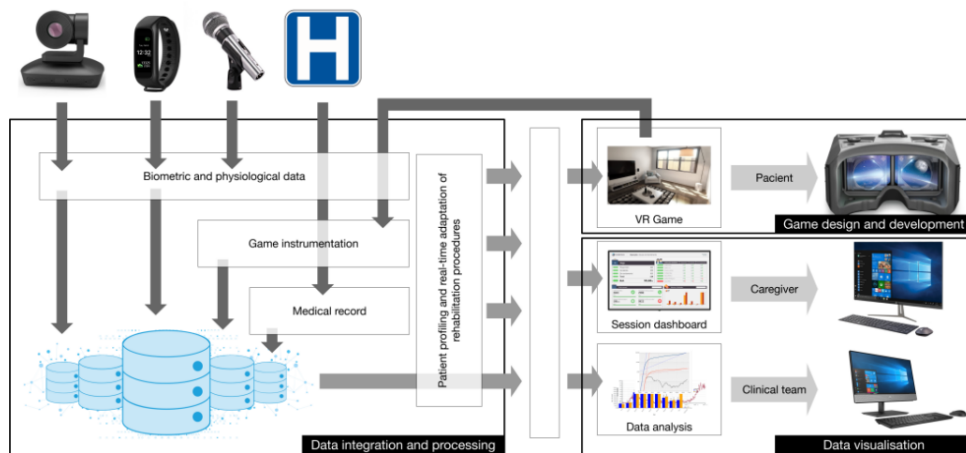 H
Biometric and physiological data
Game instrumentation
Medical record
Patient profiling and real-time adaptation of
rehabilitation procedures
Data integration and processing
VR Game
Pacient
Game design and development
Session dashboard
Caregiver
Data analysis
Clinical team
Data visualisation